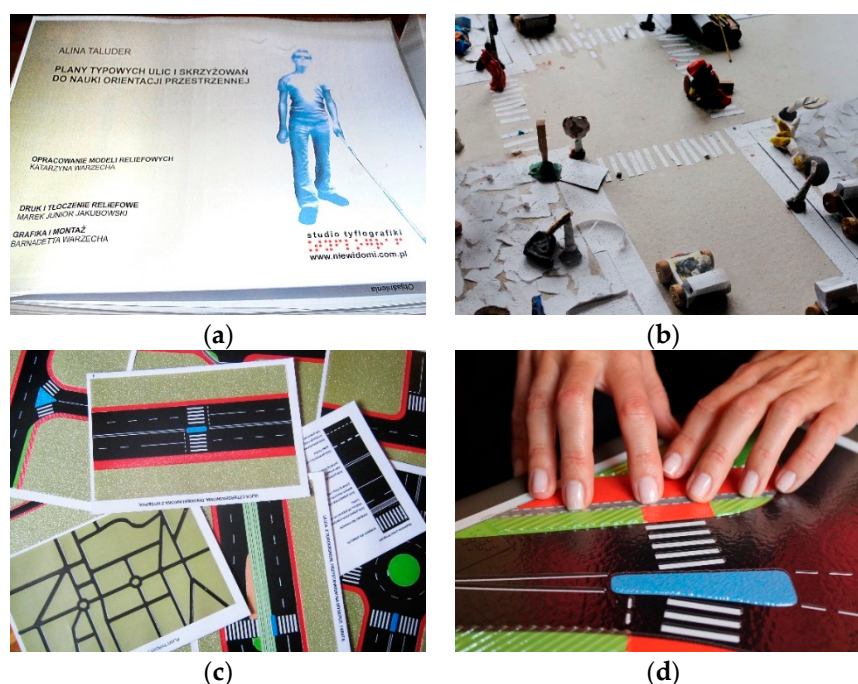 ALINA TALUDER
PLANY TYPOWYCH ULIC I SKRZYŻOWAŃ
DO NAUKI ORIENTACJI PRZESTRZENNEJ
OPRACOWANIE MODELI RELIEFOWYCH
KATARZYNA WARZECHA
DRUK I TŁOCZENIE RELIEFOWE
MAREK JUNIOR JAKUBOWSKI
GRAFIKA I MONTAŻ
BARNADETTA WARZECHA
studio tyflografiki
www.niewidomi.com.pl
Objaśnienia
(a)
(b)
(c)
(d)